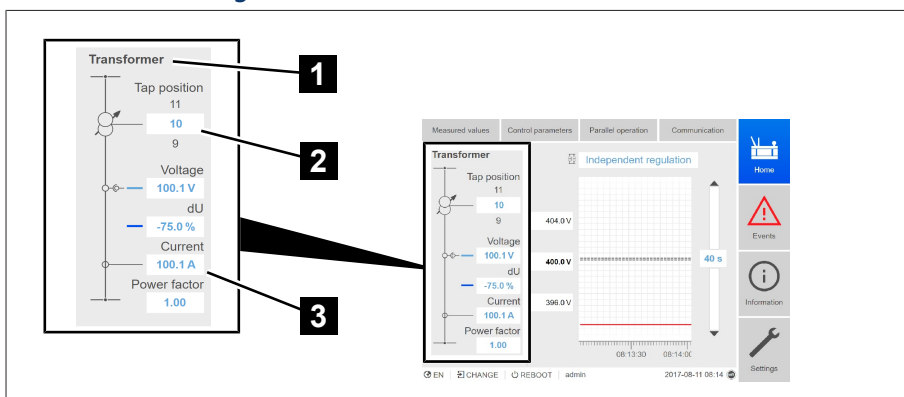 Transformer
Tap position
11
10
9
Voltage
100.1 V
dU
-75.0 %
Current
100.1 A
Power factor
1.00
1
2
3
Measured values
Control parameters
Parallel operation
Communication
Transformer
Tap position
11
10
9
Voltage
100.1 V
dU
-75.0 %
Current
100.1 A
Power factor
1.00
Independent regulation
404.0 V
400.0 V
396.0 V
40 s
08:13:30
08:14:00
Home
Events
Information
Settings
EN
CHANGE
REBOOT
admin
2017-08-11 08:14